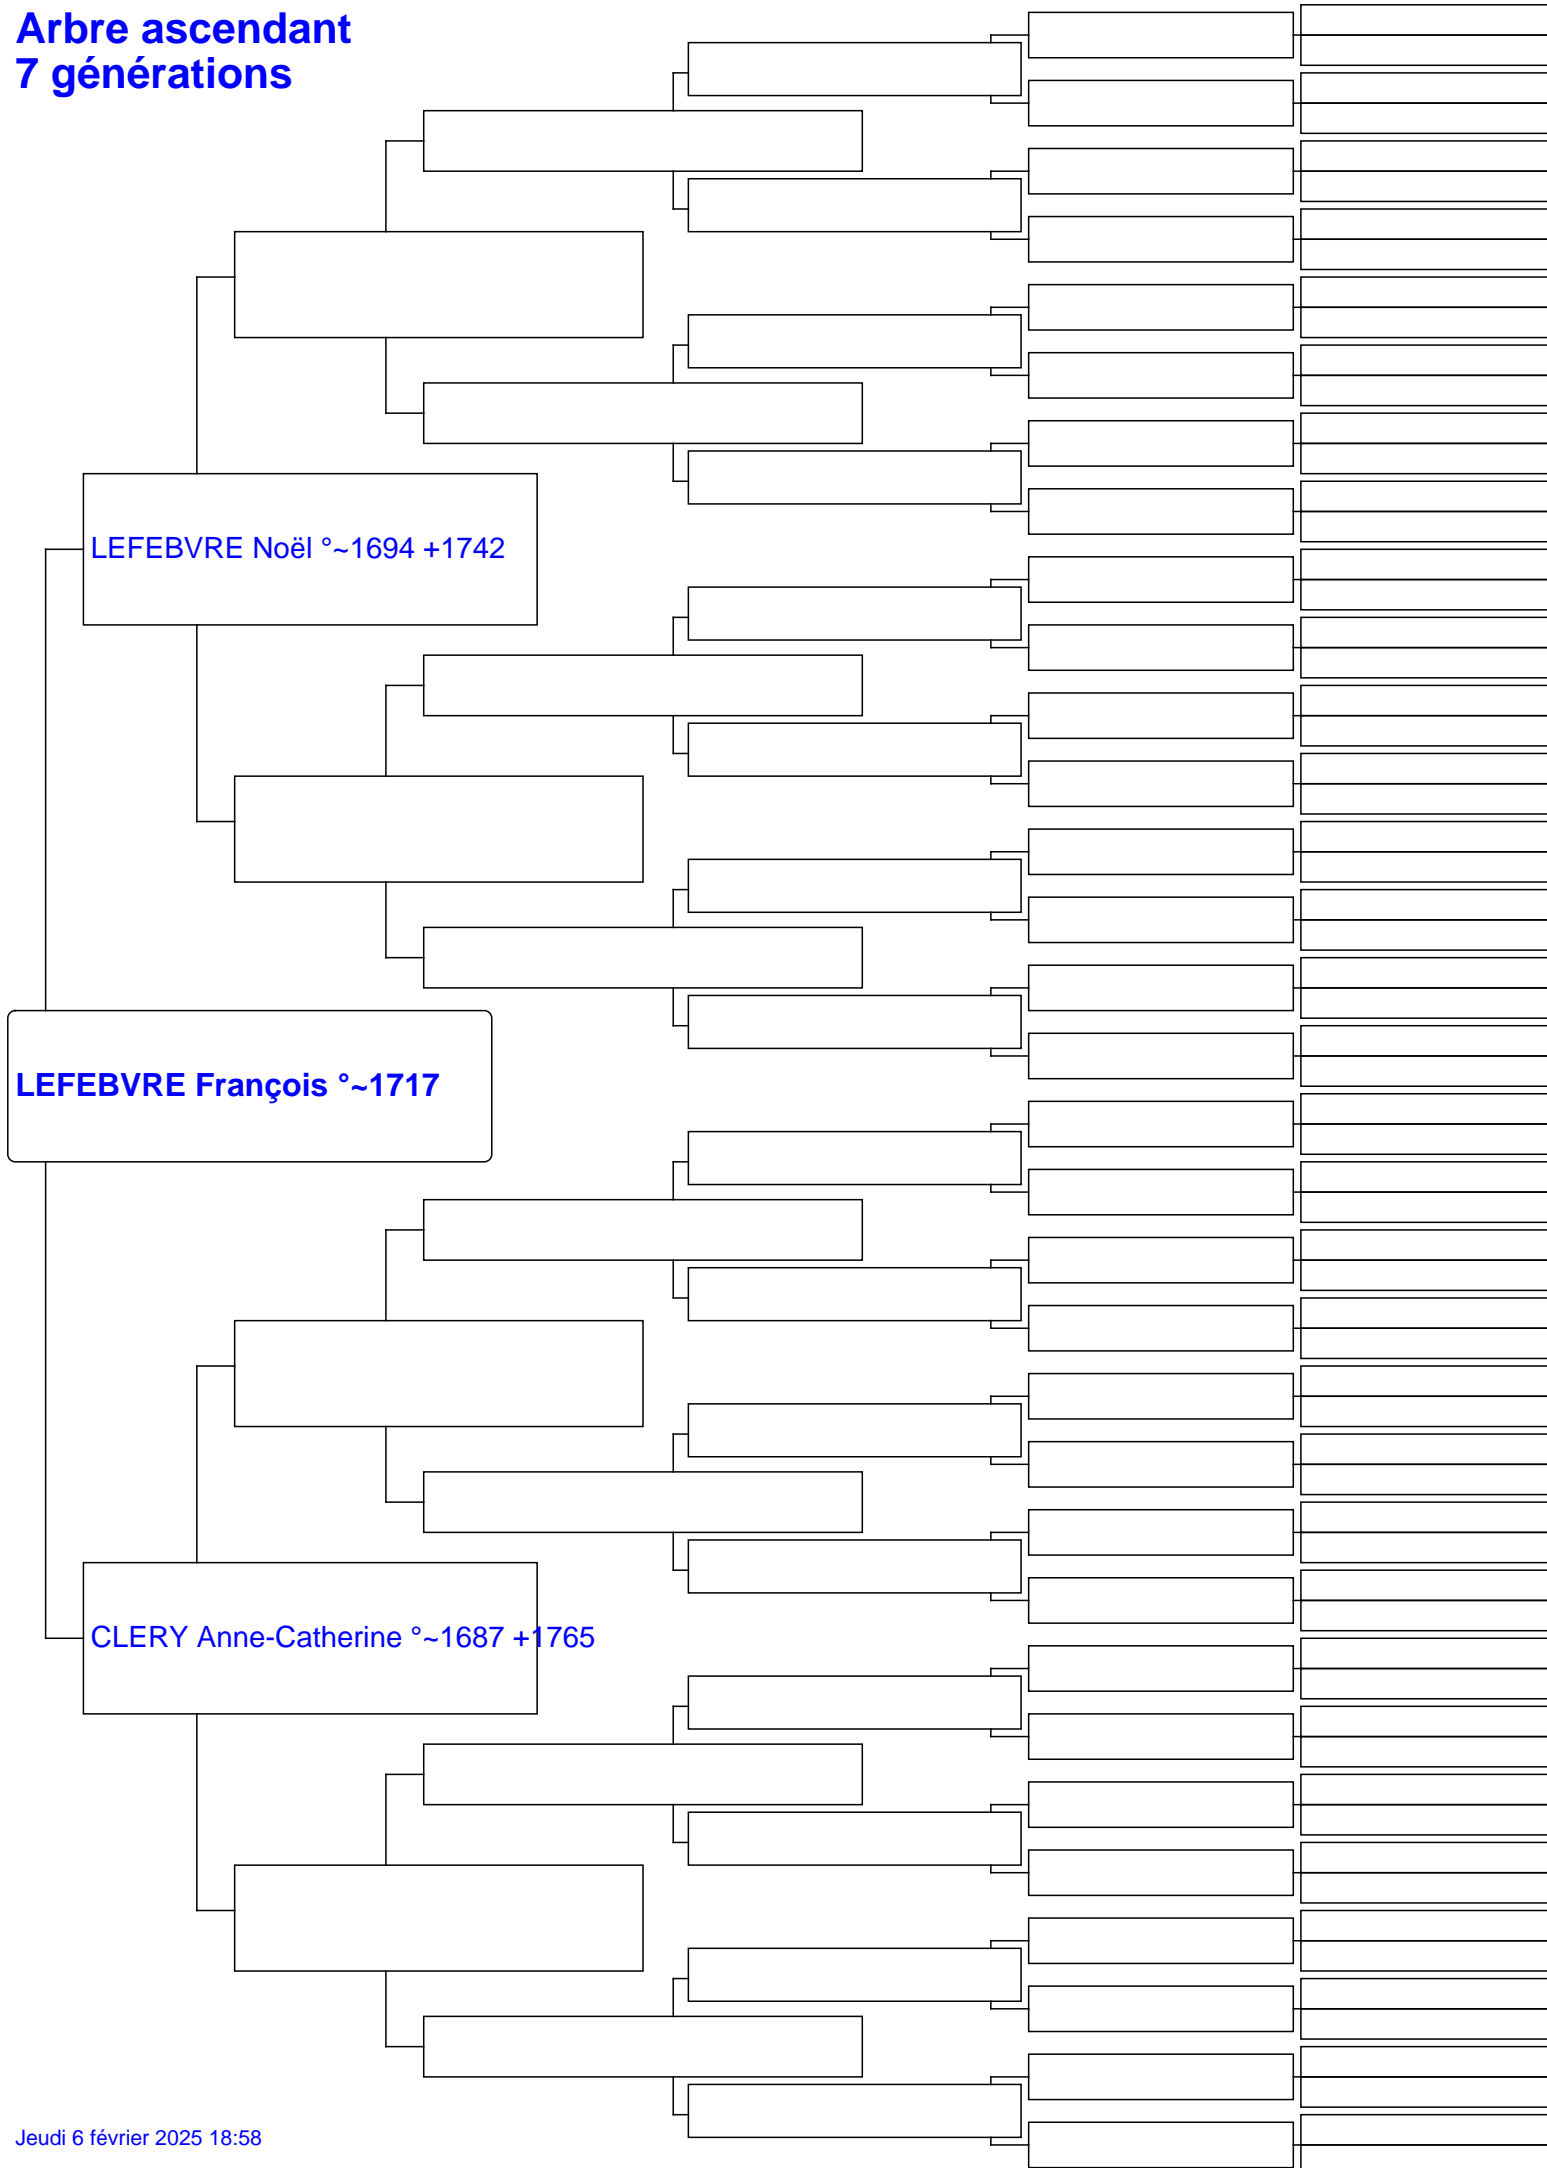 Arbre ascendant
7 générations
LEFEBVRE Noël °~1694 +1742
LEFEBVRE François °~1717
CLERY Anne-Catherine °~1687 +1765
Jeudi 6 février 2025 18:58